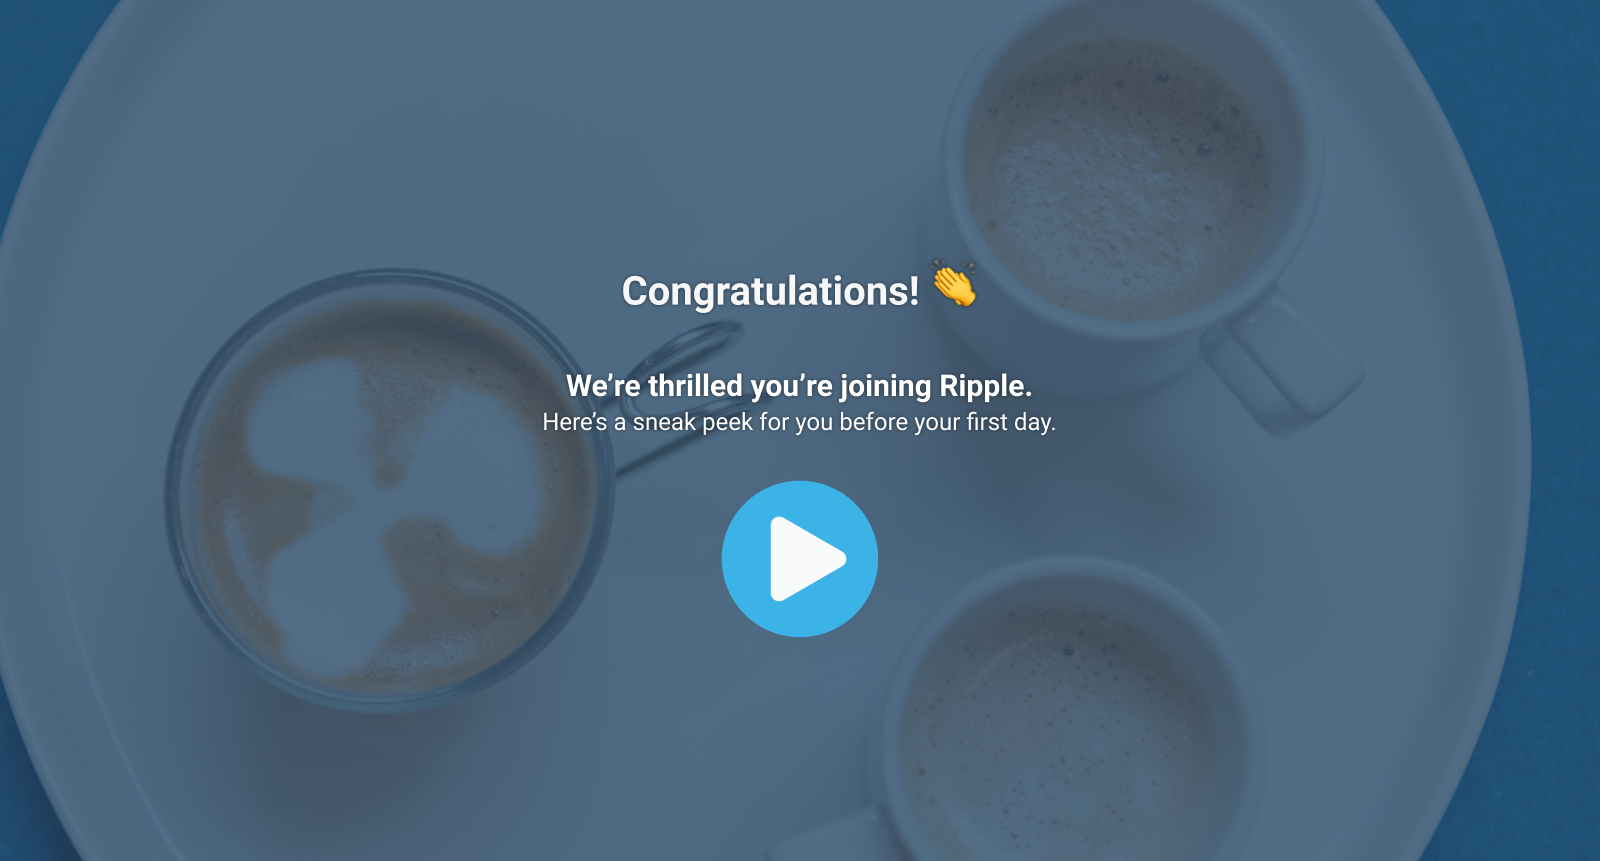 Congratulations! 👏
We’re thrilled you’re joining Ripple.
Here’s a sneak peek for you before your first day.